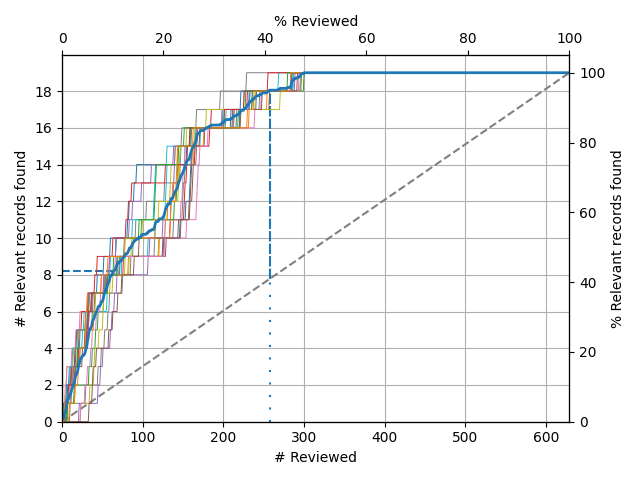 % Reviewed
0 20 40 60 80 100
18 100
16
14 80
12
10 60
8
6 40
4 20
2
0 0
# Relevant records found
% Relevant records found
0 100 200 300 400 500 600
# Reviewed